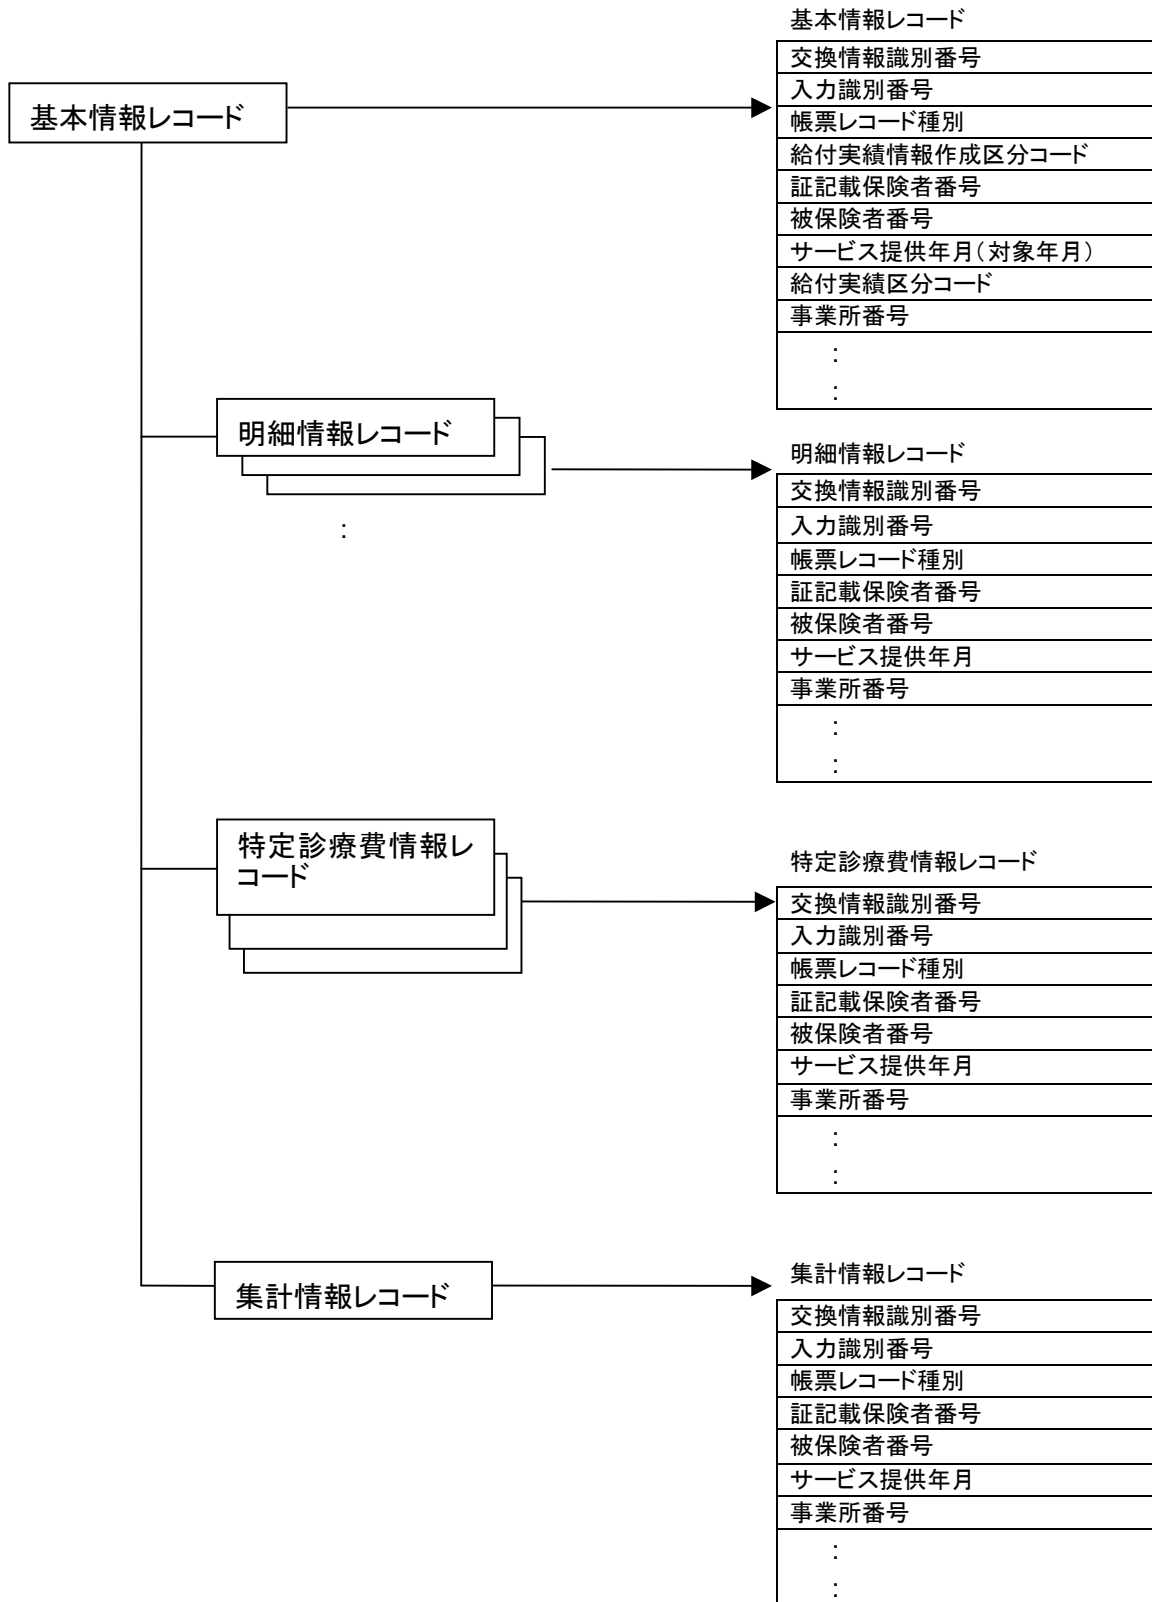 基本情報レコード
基本情報レコード
交換情報識別番号
入力識別番号
帳票レコード種別
給付実績情報作成区分コード
証記載保険者番号
被保険者番号
サービス提供年月(対象年月)
給付実績区分コード
事業所番号
:
:
明細情報レコード
:
明細情報レコード
交換情報識別番号
入力識別番号
帳票レコード種別
証記載保険者番号
被保険者番号
サービス提供年月
事業所番号
:
:
特定診療費情報レ
コード
特定診療費情報レコード
交換情報識別番号
入力識別番号
帳票レコード種別
証記載保険者番号
被保険者番号
サービス提供年月
事業所番号
:
:
集計情報レコード
集計情報レコード
交換情報識別番号
入力識別番号
帳票レコード種別
証記載保険者番号
被保険者番号
サービス提供年月
事業所番号
:
: